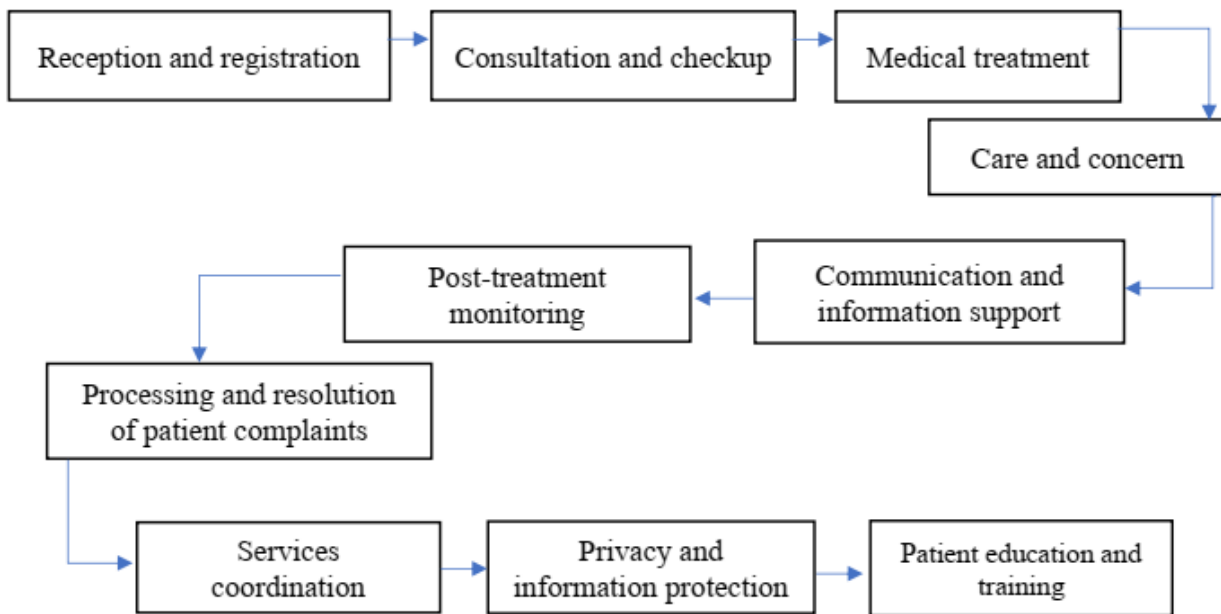 Reception and registration
Consultation and checkup
Medical treatment
Care and concern
Communication and
information support
Post-treatment
monitoring
Processing and resolution
of patient complaints
Services
coordination
Privacy and
information protection
Patient education and
training